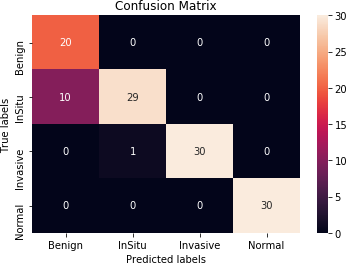 Confusion Matrix
True labels
Benign 20 0 0 0
InSitu 10 29 0 0
Invasive 0 1 30 0
Normal 0 0 0 30
Benign InSitu Invasive Normal
Predicted labels
30
25
20
15
10
5
0